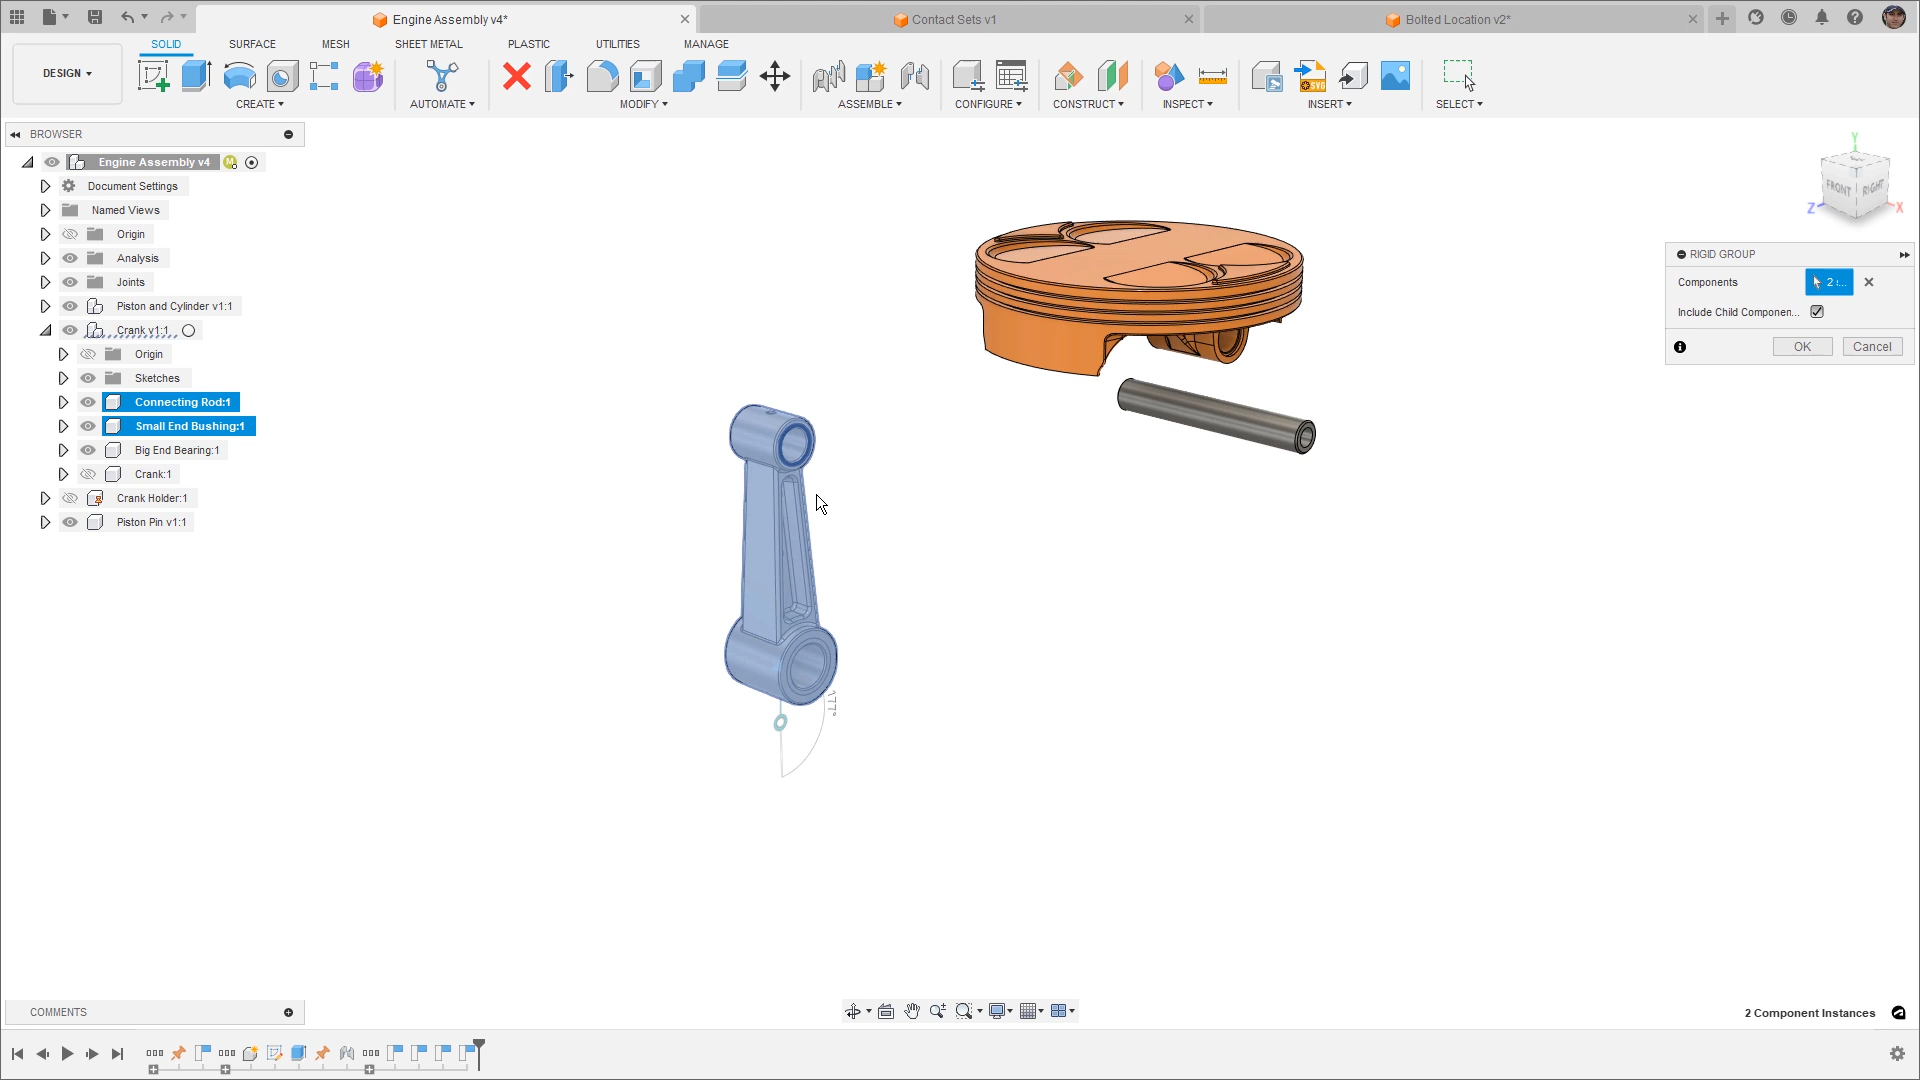 Engine Assembly v4*
Contact Sets v1
Bolted Location v2*
SOLID SURFACE MESH SHEET METAL PLASTIC UTILITIES MANAGE
DESIGN
CREATE AUTOMATE MODIFY ASSEMBLE CONFIGURE CONSTRUCT INSPECT INSERT SELECT
SVG
BROWSER
Engine Assembly v4
Document Settings
Named Views
Origin
Analysis
Joints
Piston and Cylinder v1:1
Crank v1:1
Origin
Sketches
Connecting Rod:1
Small End Bushing:1
Big End Bearing:1
Crank:1
Crank Holder:1
Piston Pin v1:1
Y
FRONT RIGHT
Z X
RIGID GROUP
Components 2 :...
Include Child Componen...
OK Cancel
177°
COMMENTS
2 Component Instances